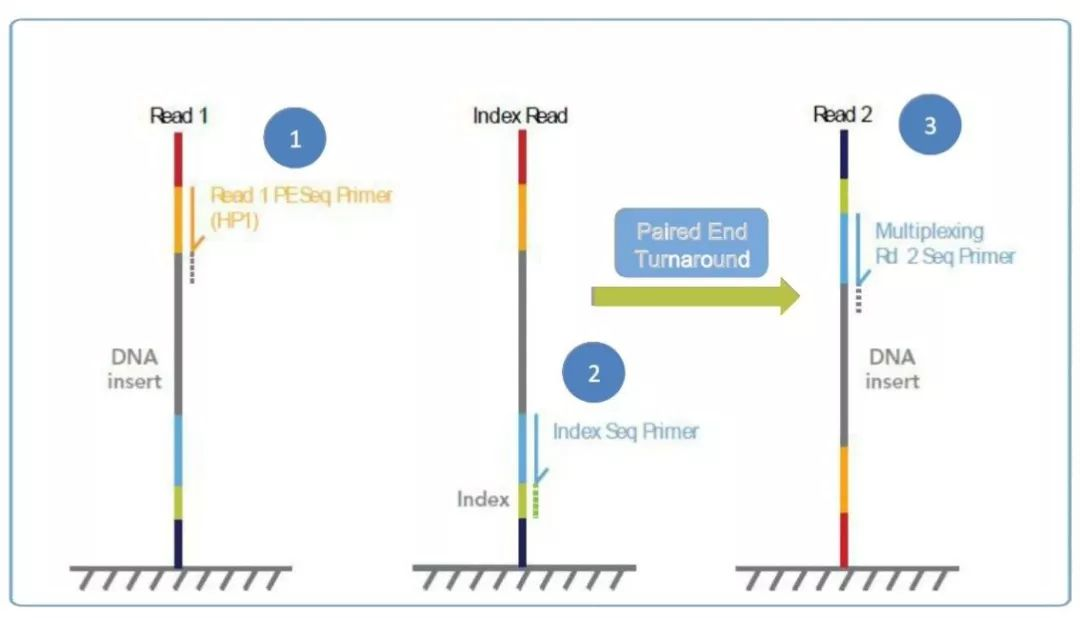 Read 1
1
Read 1 PE Seq Primer
(HP1)
DNA
insert
Index Read
2
Index Seq Primer
Index
Paired End
Turnaround
Read 2
3
Multiplexing
Rd 2 Seq Primer
DNA
insert